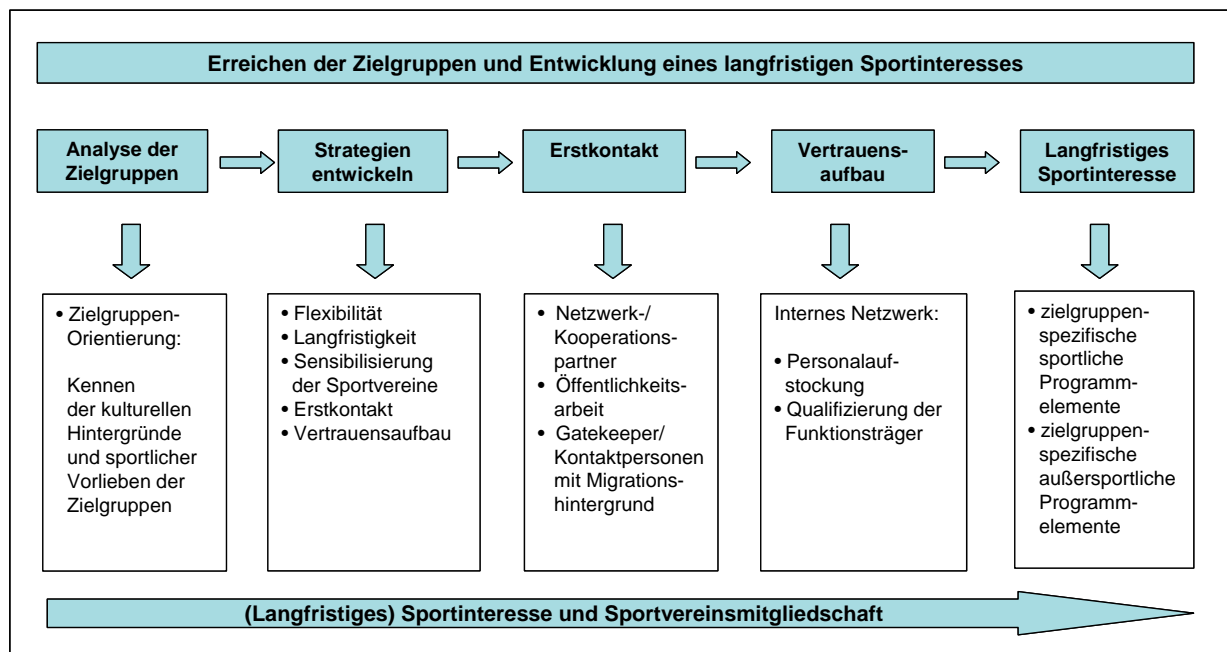 Erreichen der Zielgruppen und Entwicklung eines langfristigen Sportinteresses
Analyse der
Zielgruppen
Strategien
entwickeln
Erstkontakt
Vertrauens-
aufbau
Langfristiges
Sportinteresse
• Zielgruppen-
Orientierung:
Kennen
der kulturellen
Hintergründe
und sportlicher
Vorlieben der
Zielgruppen
• Flexibilität
• Langfristigkeit
• Sensibilisierung
der Sportvereine
• Erstkontakt
• Vertrauensaufbau
• Netzwerk-/
Kooperations-
partner
• Öffentlichkeits-
arbeit
• Gatekeeper/
Kontaktpersonen
mit Migrations-
hintergrund
Internes Netzwerk:
• Personalauf-
stockung
• Qualifizierung der
Funktionsträger
• zielgruppen-
spezifische
sportliche
Programm-
elemente
• zielgruppen-
spezifische
außersportliche
Programm-
elemente
(Langfristiges) Sportinteresse und Sportvereinsmitgliedschaft